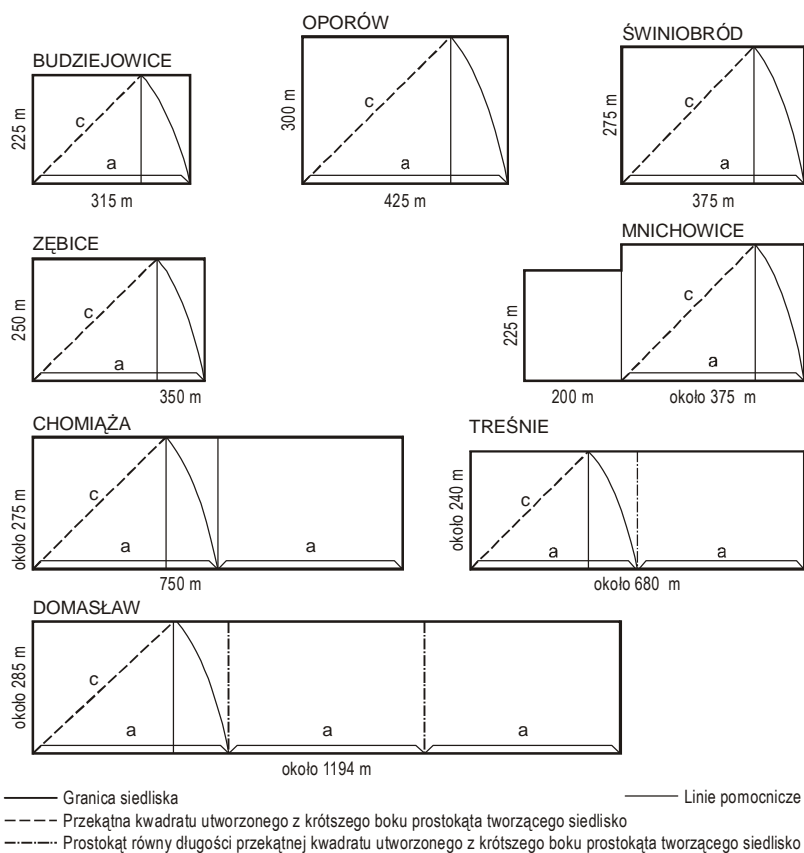 BUDZIEJOWICE
225 m
c
a
315 m
OPORÓW
300 m
c
a
425 m
ŚWINIOBRÓD
275 m
c
a
375 m
ZĘBICE
250 m
c
a
350 m
MNICHOWICE
225 m
c
a
200 m
około 375 m
CHOMIĄŻA
około 275 m
c
a
a
750 m
TREŚNIE
około 240 m
c
a
a
około 680 m
DOMASŁAW
około 285 m
c
a
a
a
około 1194 m
Granica siedliska
Linie pomocnicze
Przekątna kwadratu utworzonego z krótszego boku prostokąta tworzącego siedlisko
Prostokąt równy długości przekątnej kwadratu utworzonego z krótszego boku prostokąta tworzącego siedlisko